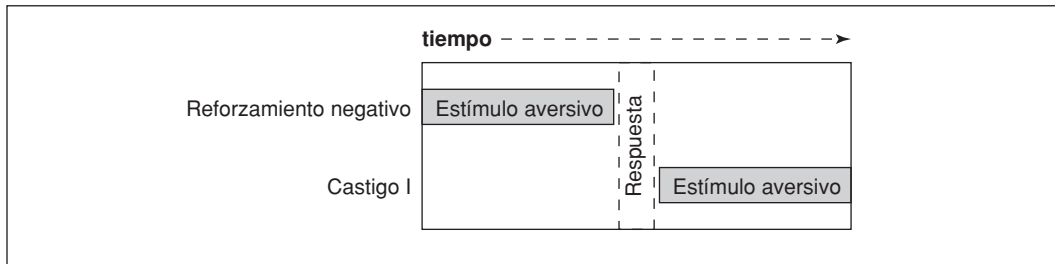 tiempo
Reforzamiento negativo
Estímulo aversivo
Respuesta
Castigo I
Estímulo aversivo